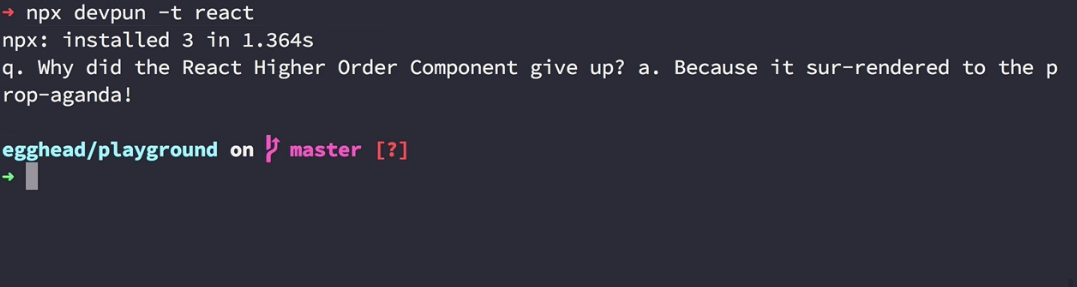 → npx devpun -t react
npx: installed 3 in 1.364s
q. Why did the React Higher Order Component give up? a. Because it sur-rendered to the p
rop-aganda!
egghead/playground on master [?]
→